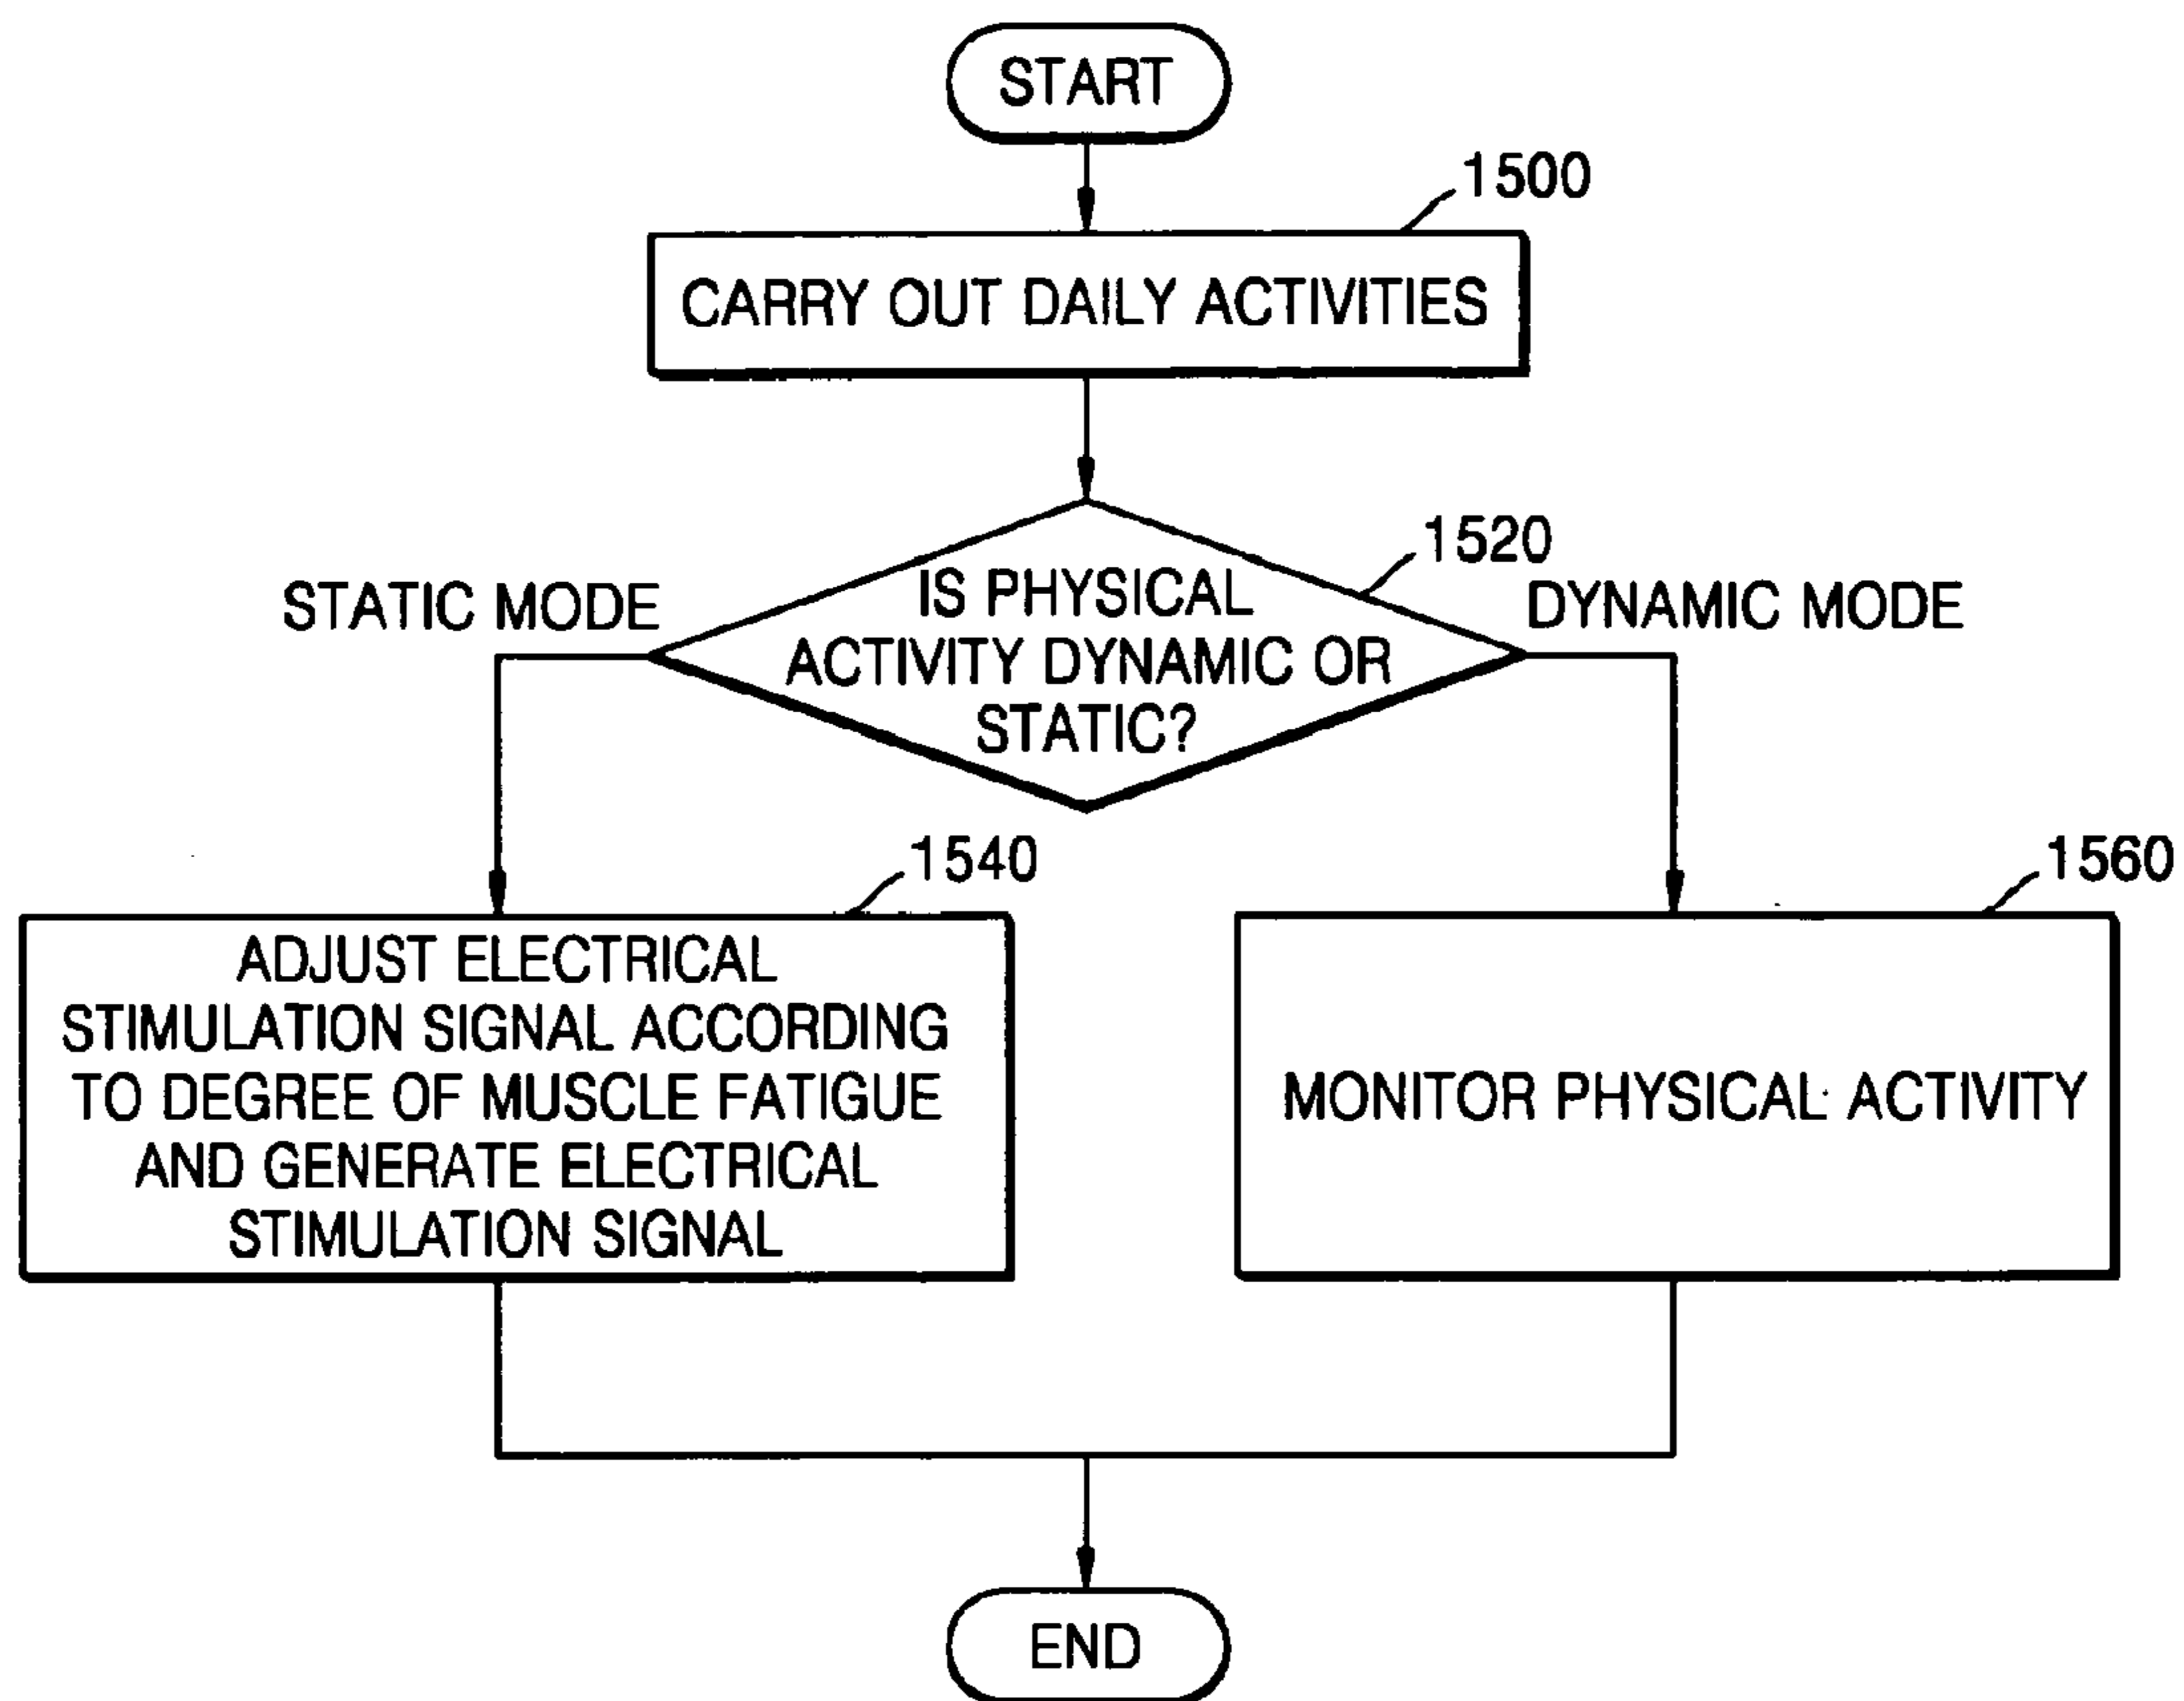 START
1500
CARRY OUT DAILY ACTIVITIES
1520
STATIC MODE
IS PHYSICAL
ACTIVITY DYNAMIC OR
STATIC?
DYNAMIC MODE
1540
ADJUST ELECTRICAL
STIMULATION SIGNAL ACCORDING
TO DEGREE OF MUSCLE FATIGUE
AND GENERATE ELECTRICAL
STIMULATION SIGNAL
1560
MONITOR PHYSICAL ACTIVITY
END